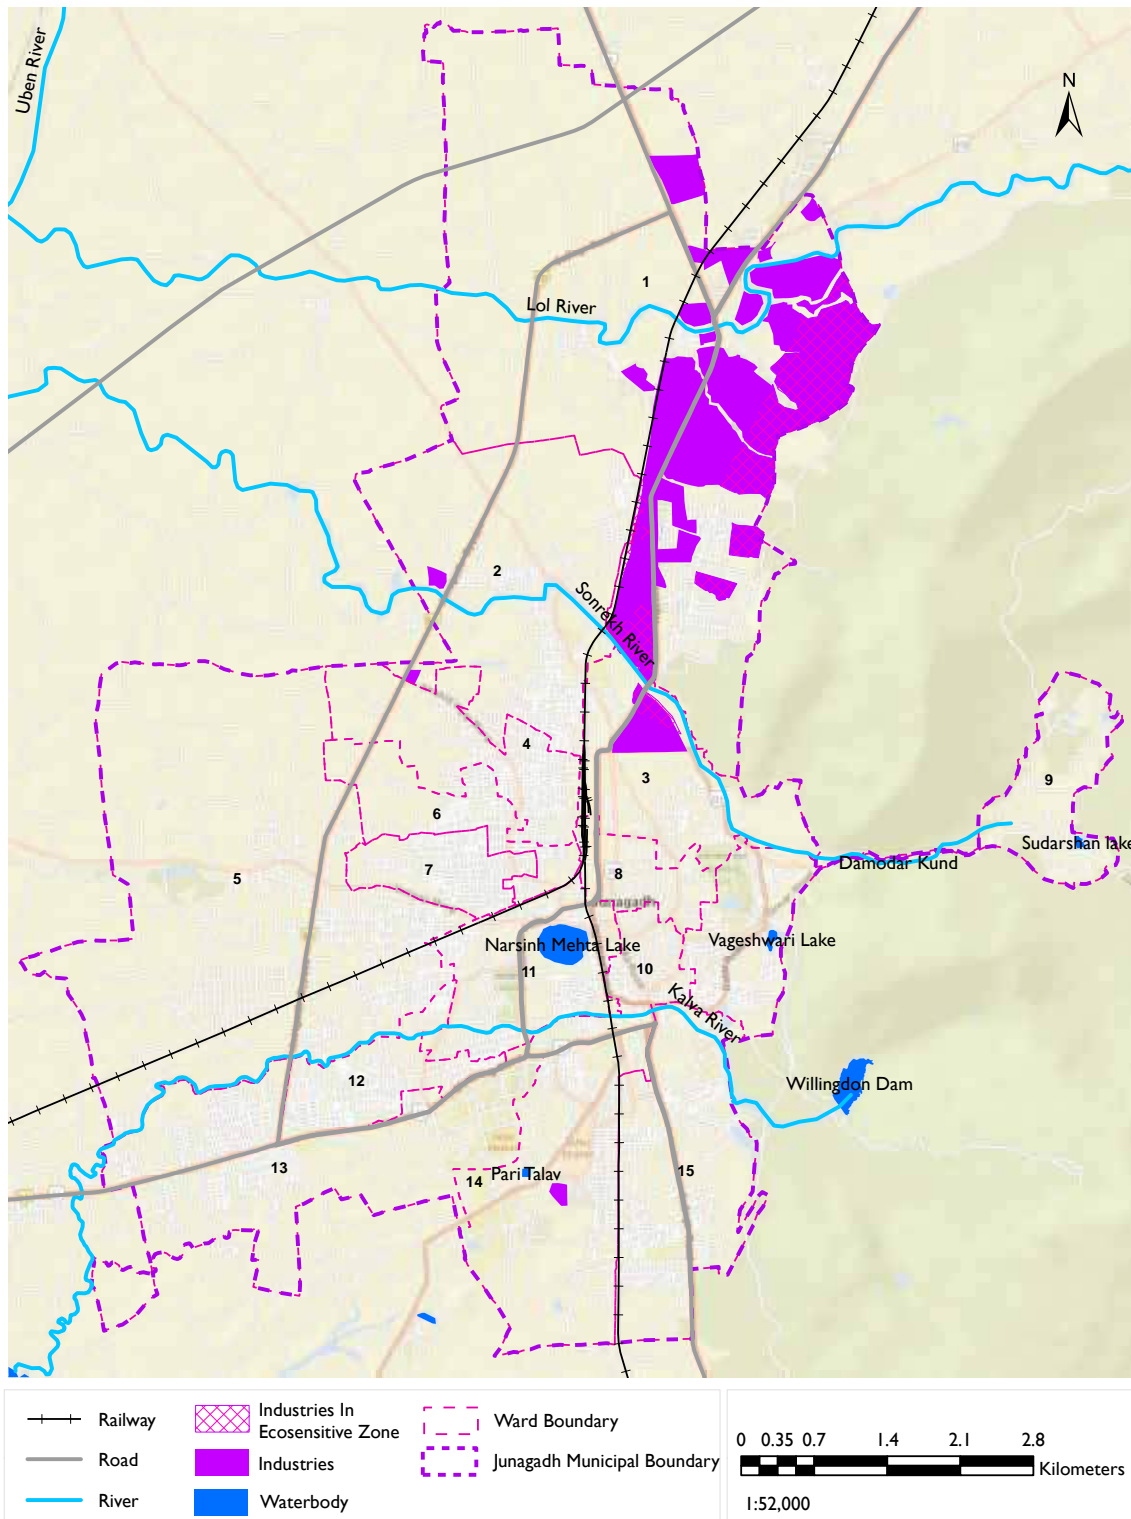 Uben River
N
1
Lol River
2
Sonrekh River
4
3
9
6
Sudarshan lake
Damodar Kund
7
8
5
Junagadh
Narsinh Mehta Lake
Vageshwari Lake
11
10
Kalva River
12
Willingdon Dam
13
14
Pari Talav
15
Railway
Road
River
Industries In
Ecosensitive Zone
Industries
Waterbody
Ward Boundary
Junagadh Municipal Boundary
0 0.35 0.7 1.4 2.1 2.8
Kilometers
1:52,000